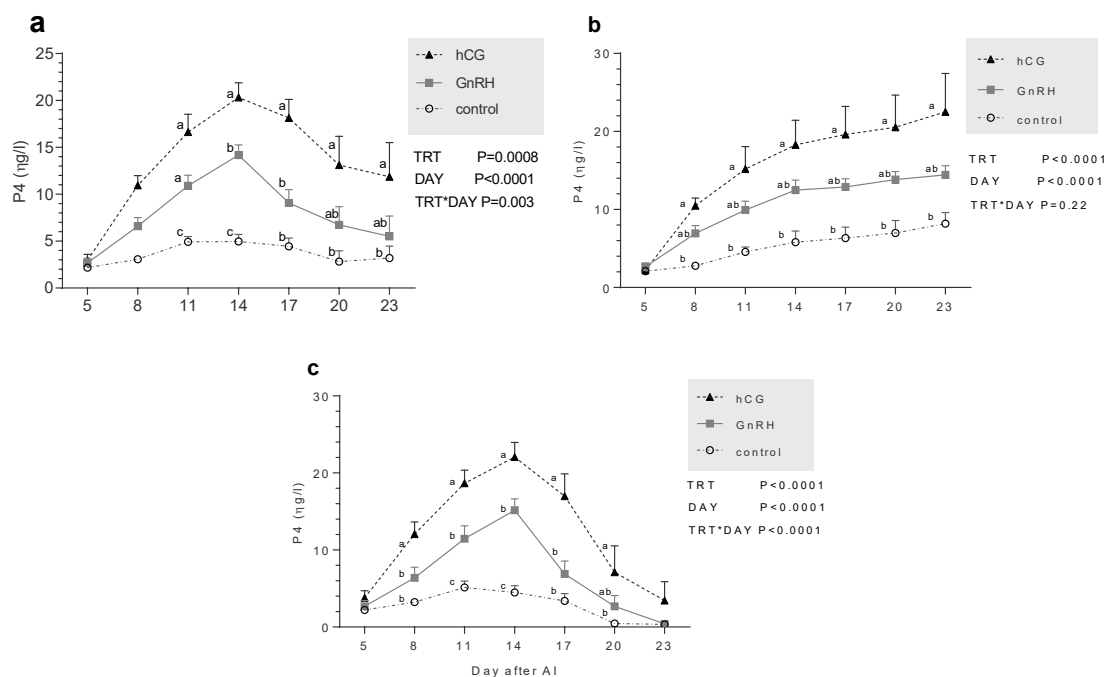 a
25
20
15
10
5
0
P4 (ηg/l)
5 8 11 14 17 20 23
a a a a a
a b b ab ab
c c b b b
hCG
GnRH
control
TRT P=0.0008
DAY P<0.0001
TRT*DAY P=0.003
b
30
20
10
0
P4 (ηg/l)
5 8 11 14 17 20 23
a a a a a a
ab ab ab ab ab ab
b b b b b b
hCG
GnRH
control
TRT P<0.0001
DAY P<0.0001
TRT*DAY P=0.22
c
30
20
10
0
P4 (ηg/l)
5 8 11 14 17 20 23
Day after AI
a a a a a
b b b b ab
b c c b b
hCG
GnRH
control
TRT P<0.0001
DAY P<0.0001
TRT*DAY P<0.0001